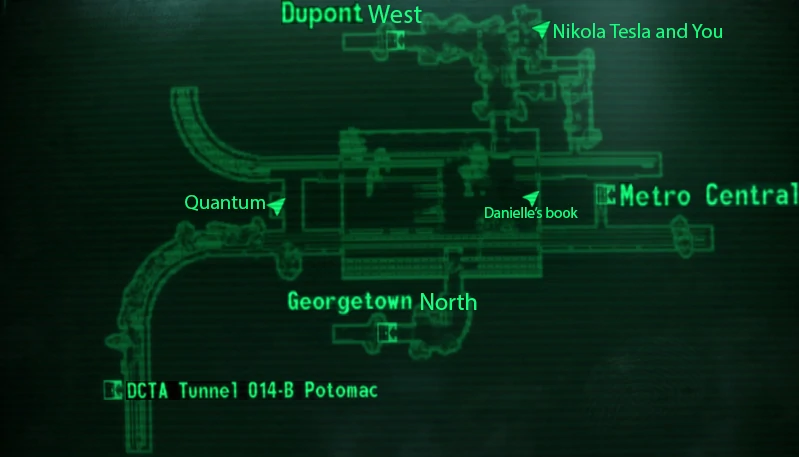 Dupont West
Nikola Tesla and You
Quantum
Metro Central
Danielle's book
Georgetown North
DCTA Tunnel 014-B Potomac